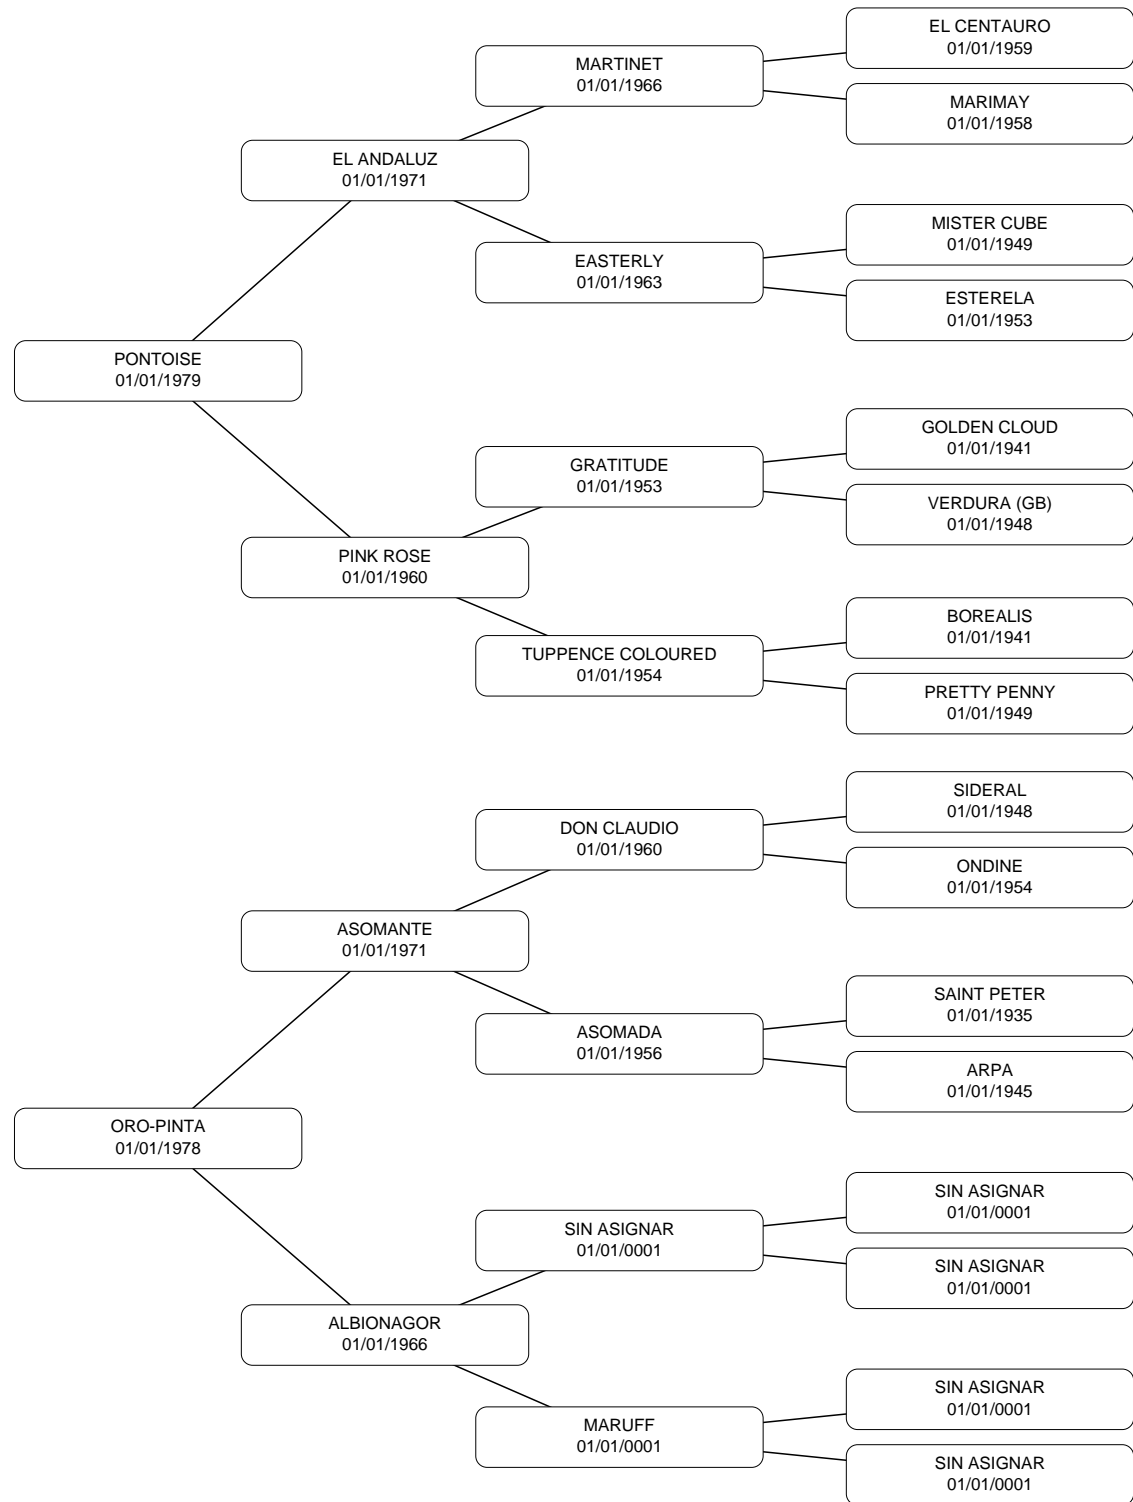 EL CENTAURO
01/01/1959
MARTINET
01/01/1966
MARIMAY
01/01/1958
EL ANDALUZ
01/01/1971
MISTER CUBE
01/01/1949
EASTERLY
01/01/1963
ESTERELA
01/01/1953
PONTOISE
01/01/1979
GOLDEN CLOUD
01/01/1941
GRATITUDE
01/01/1953
VERDURA (GB)
01/01/1948
PINK ROSE
01/01/1960
BOREALIS
01/01/1941
TUPPENCE COLOURED
01/01/1954
PRETTY PENNY
01/01/1949
SIDERAL
01/01/1948
DON CLAUDIO
01/01/1960
ONDINE
01/01/1954
ASOMANTE
01/01/1971
SAINT PETER
01/01/1935
ASOMADA
01/01/1956
ARPA
01/01/1945
ORO-PINTA
01/01/1978
SIN ASIGNAR
01/01/0001
SIN ASIGNAR
01/01/0001
SIN ASIGNAR
01/01/0001
ALBIONAGOR
01/01/1966
SIN ASIGNAR
01/01/0001
MARUFF
01/01/0001
SIN ASIGNAR
01/01/0001